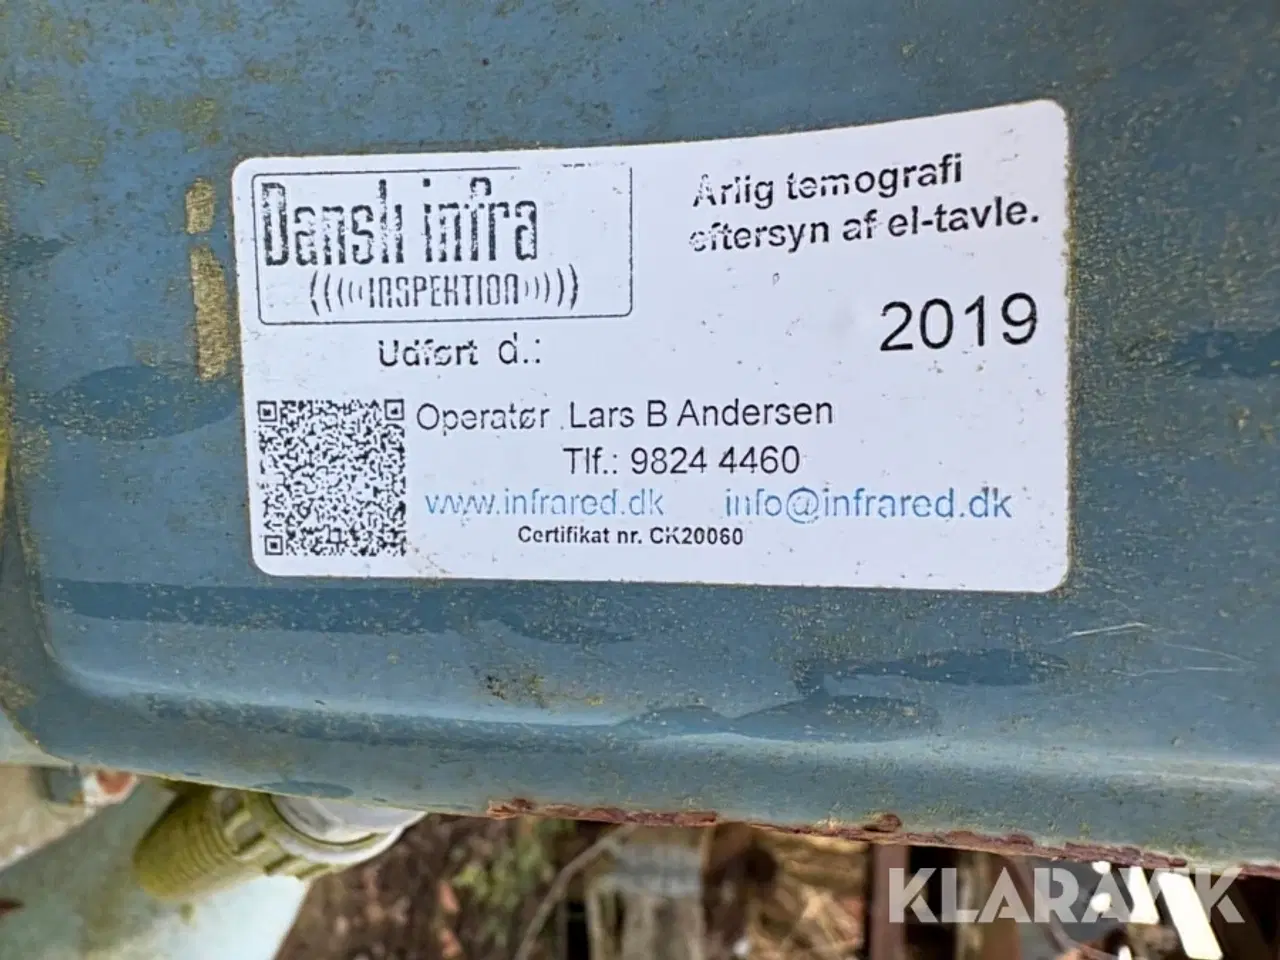 Dansk infra
INSPEKTION
Årlig temografi
eftersyn af el-tavle.
2019
Udført d.:
Operatør Lars B Andersen
Tlf.: 9824 4460
www.infrared.dk info@infrared.dk
Certifikat nr. CK20060
KLARAVIK